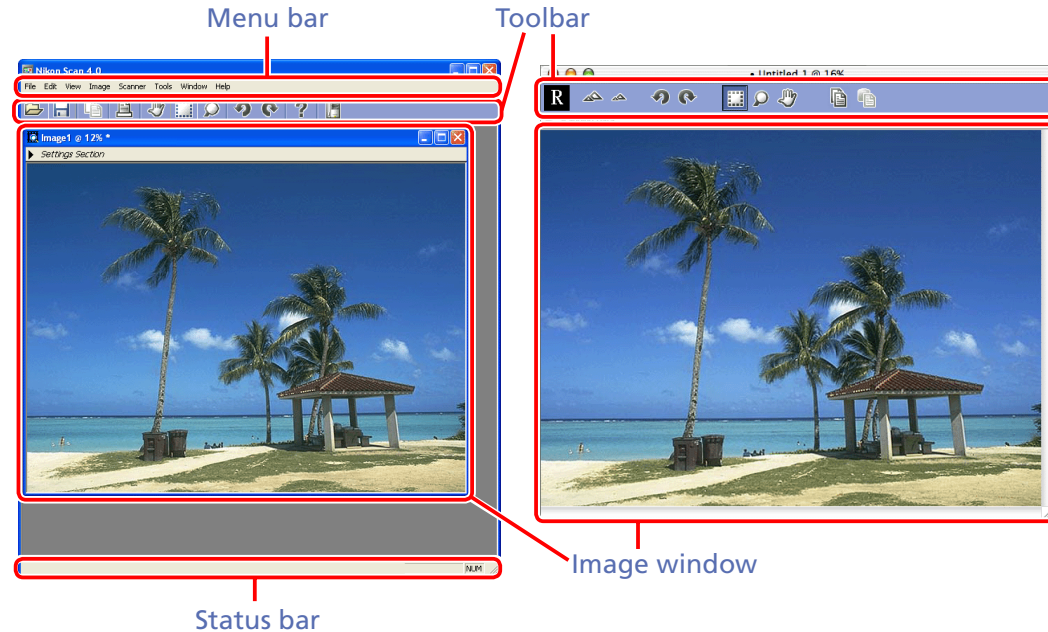 Menu bar
Toolbar
Nikon Scan 4.0
Untitled 1 @ 16%
File Edit View Image Scanner Tools Window Help
R
Image1 @ 12% *
Settings Section
NUM
Image window
Status bar